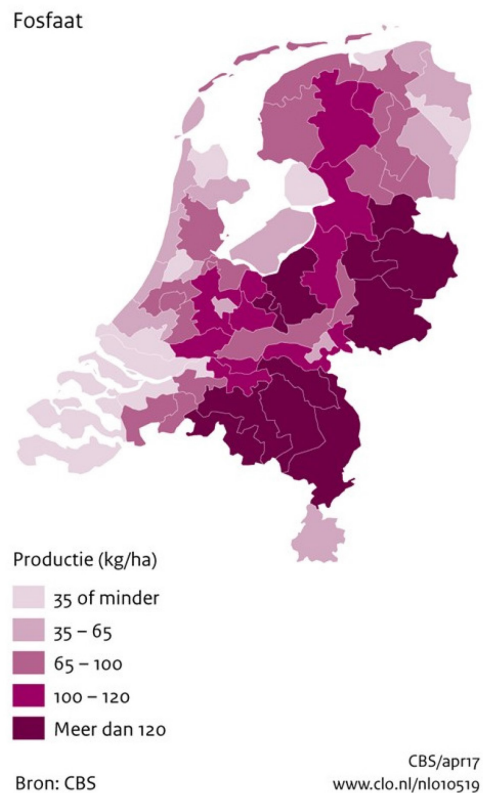 Fosfaat
Productie (kg/ha)
35 of minder
35 – 65
65 – 100
100 – 120
Meer dan 120
CBS/apr17
Bron: CBS
www.clo.nl/nl010519